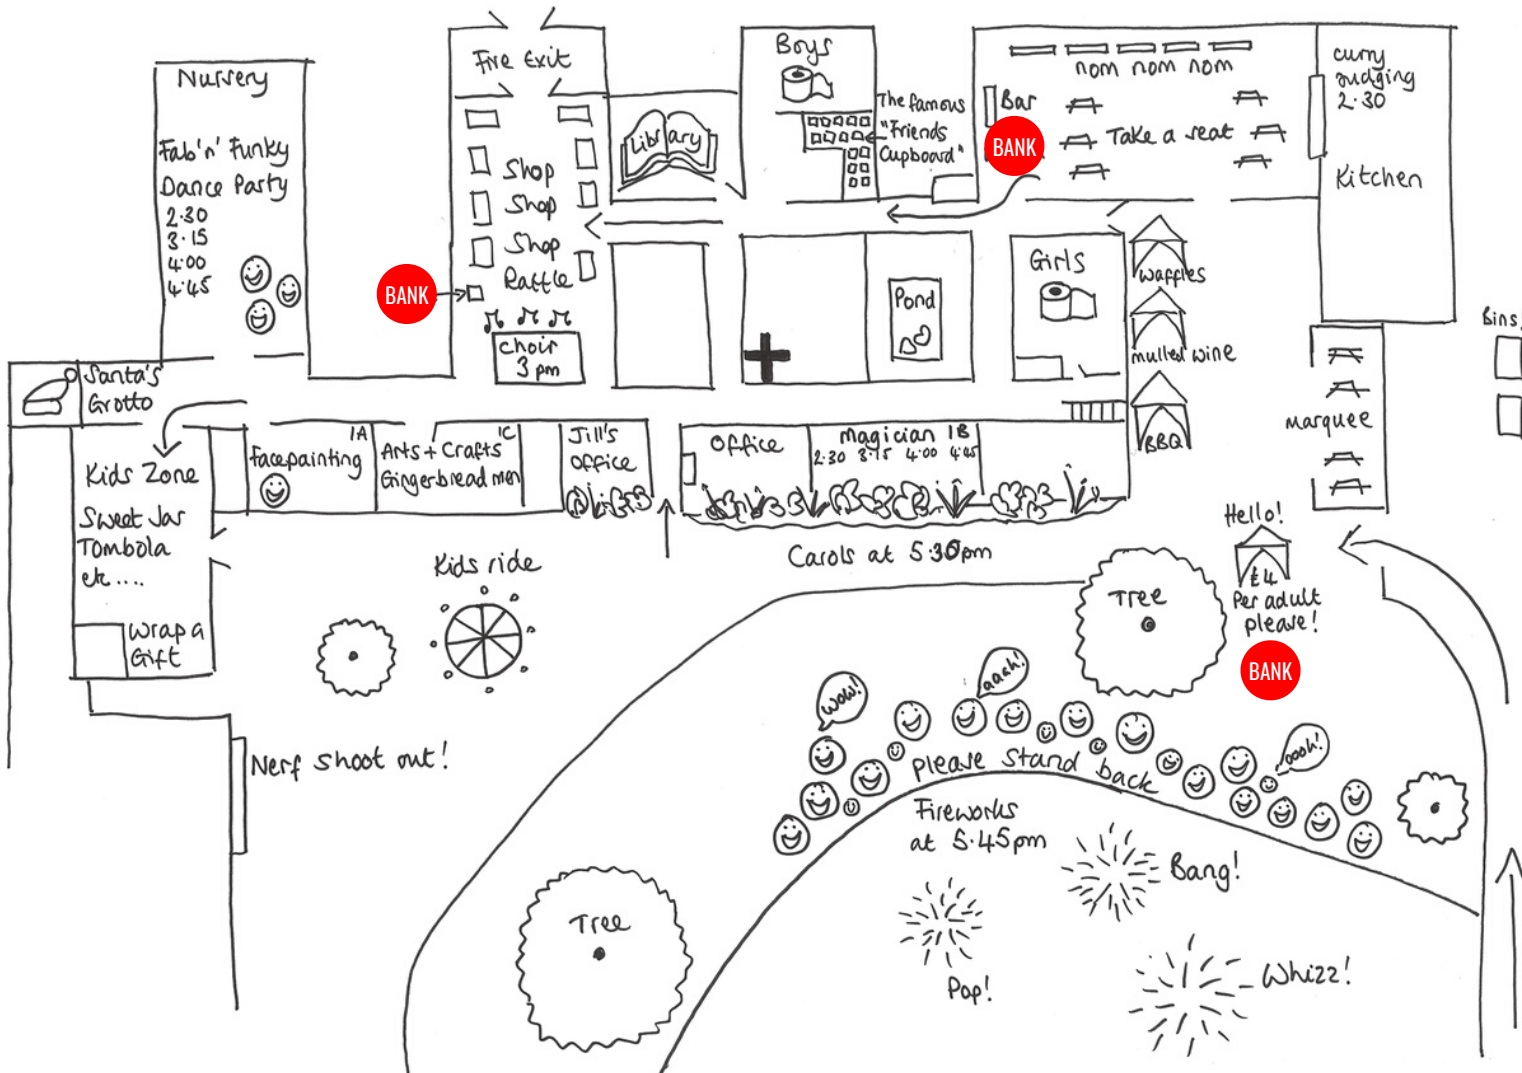 Nursery
Fab'n' Funky
Dance Party
2.30
3.15
4.00
4.45
Fire Exit
Shop
Shop
Shop
Raffle
BANK
Choir
3 pm
Library
Boys
The famous
"Friends
Cupboard"
nom nom nom
Bar
BANK
Take a seat
curry
judging
2.30
Kitchen
Girls
Pond
Waffles
mulled wine
BBQ
Bins
marquee
Santa's
Grotto
Kids Zone
Sweet Jar
Tombola
etc....
Wrap a
Gift
1A
Facepainting
1C
Arts + Crafts
Gingerbread men
Jill's
Office
Office
Magician 1B
2.30 3.15 4.00 4.45
Hello!
£4
Per adult
please!
BANK
Carols at 5.30pm
Kids ride
Tree
Nerf shoot out!
wow!
aaah!
oooh!
Please stand back
Fireworks
at 5.45pm
Bang!
Pop!
Whizz!
Tree